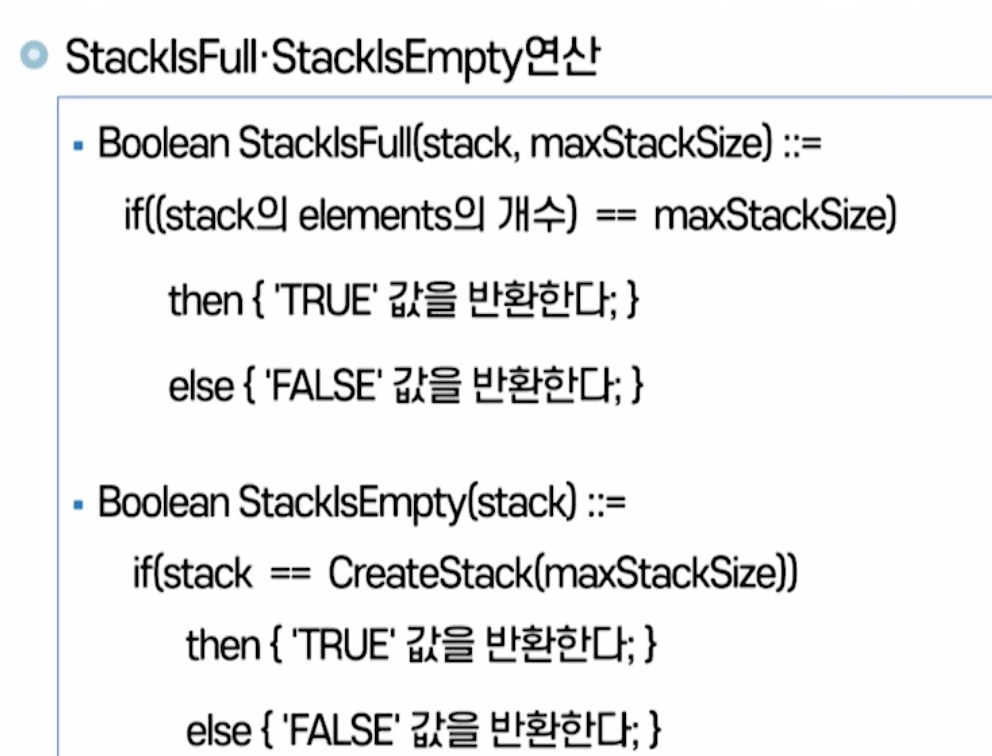 StackIsFull·StackIsEmpty연산
▪ Boolean StackIsFull(stack, maxStackSize) ::=
if((stack의 elements의 개수) == maxStackSize)
then { 'TRUE' 값을 반환한다; }
else { 'FALSE' 값을 반환한다; }
▪ Boolean StackIsEmpty(stack) ::=
if(stack == CreateStack(maxStackSize))
then { 'TRUE' 값을 반환한다; }
else { 'FALSE' 값을 반환한다; }